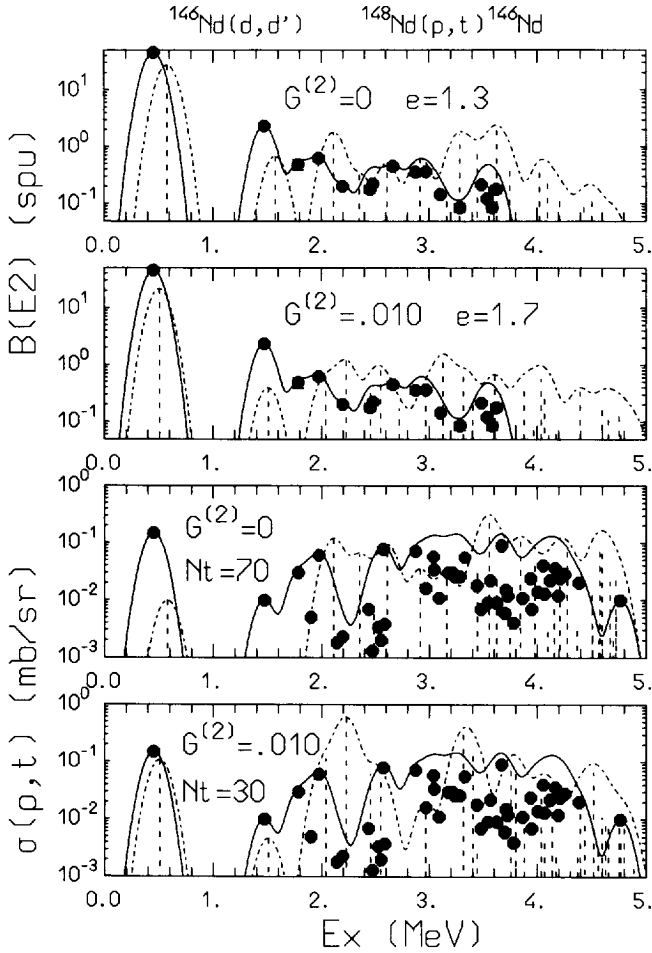 ¹⁴⁶Nd(d,d') ¹⁴⁸Nd(p,t)¹⁴⁶Nd
G⁽²⁾=0 e=1.3
10¹
10⁰
10⁻¹
0.0 1. 2. 3. 4. 5.
G⁽²⁾=.010 e=1.7
10¹
10⁰
10⁻¹
0.0 1. 2. 3. 4. 5.
B(E2) (spu)
G⁽²⁾=0
Nt=70
10⁰
10⁻¹
10⁻²
10⁻³
0.0 1. 2. 3. 4. 5.
G⁽²⁾=.010
Nt=30
10⁰
10⁻¹
10⁻²
10⁻³
0.0 1. 2. 3. 4. 5.
σ(p,t) (mb/sr)
Ex (MeV)